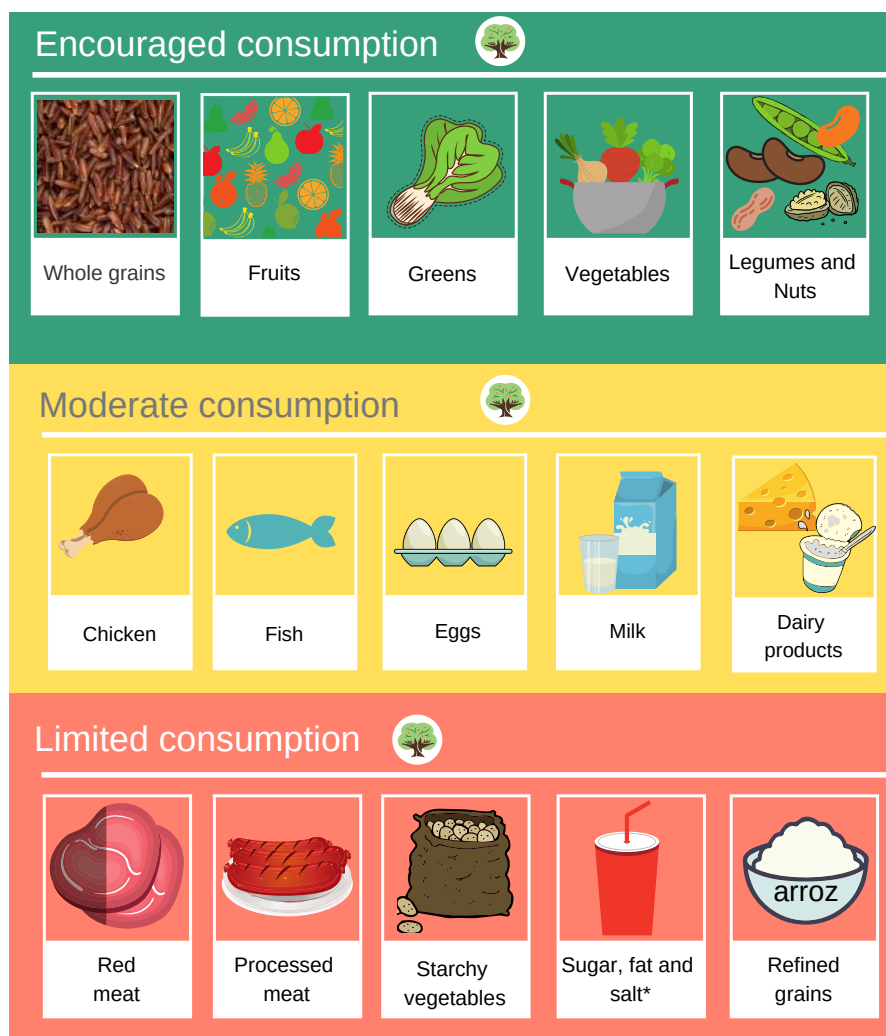 Encouraged consumption
Whole grains
Fruits
Greens
Vegetables
Legumes and
Nuts
Moderate consumption
Chicken
Fish
Eggs
Milk
Dairy
products
Limited consumption
arroz
Red
meat
Processed
meat
Starchy
vegetables
Sugar, fat and
salt*
Refined
grains